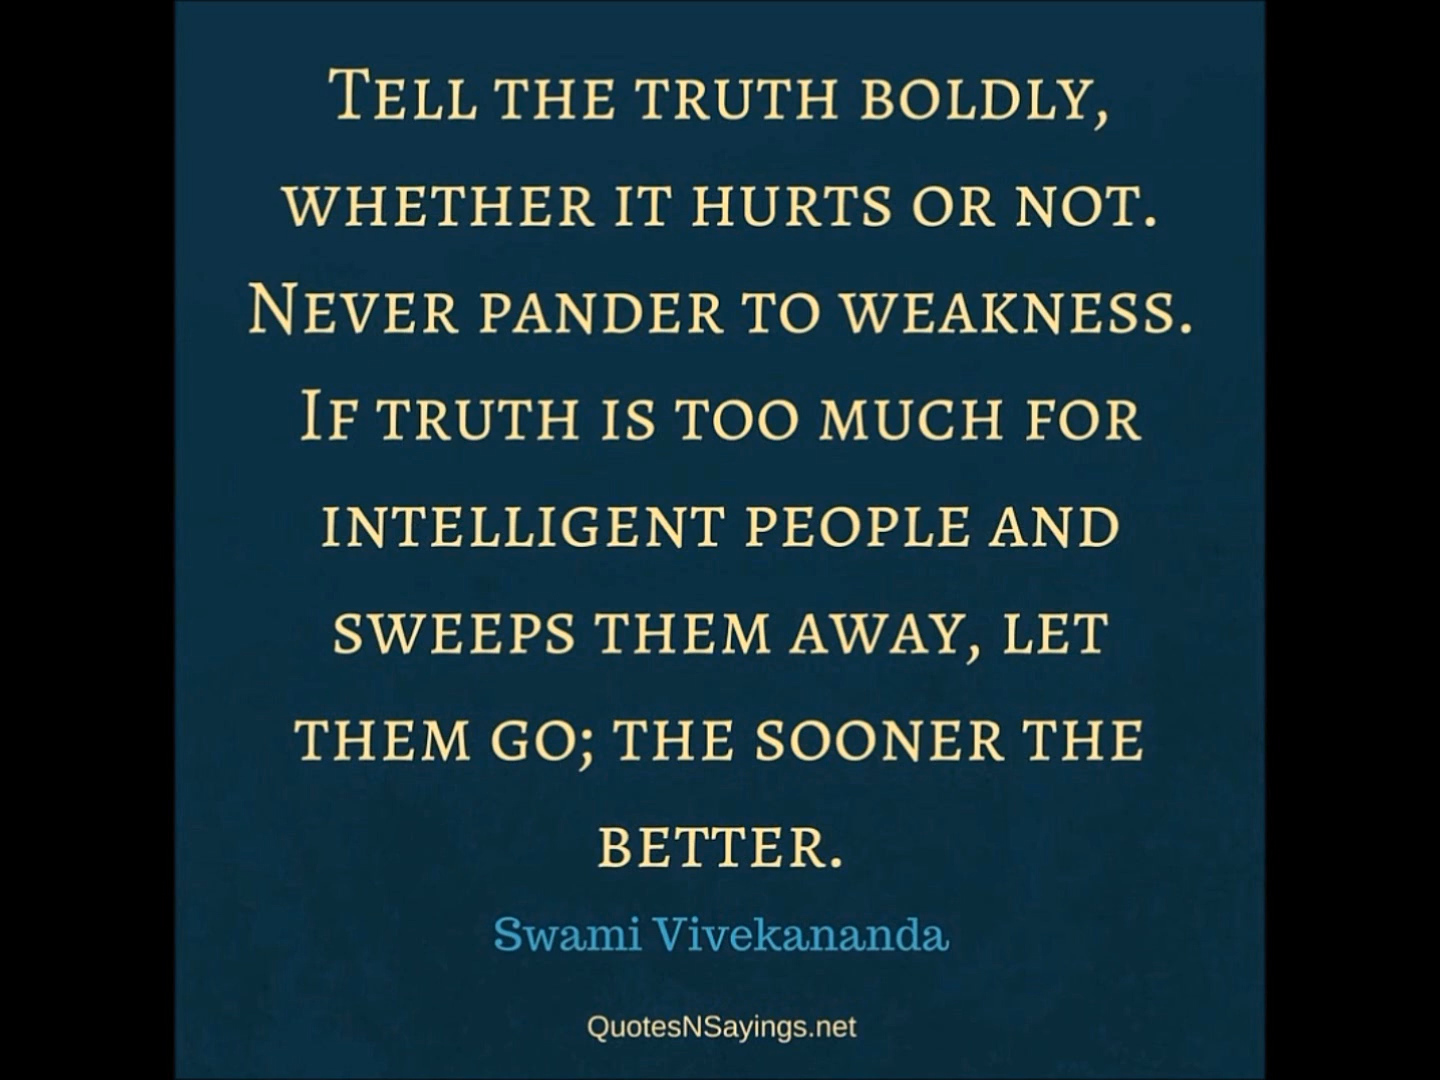 Tell the truth boldly,
whether it hurts or not.
Never pander to weakness.
If truth is too much for
intelligent people and
sweeps them away, let
them go; the sooner the
better.
Swami Vivekananda
QuotesNSayings.net